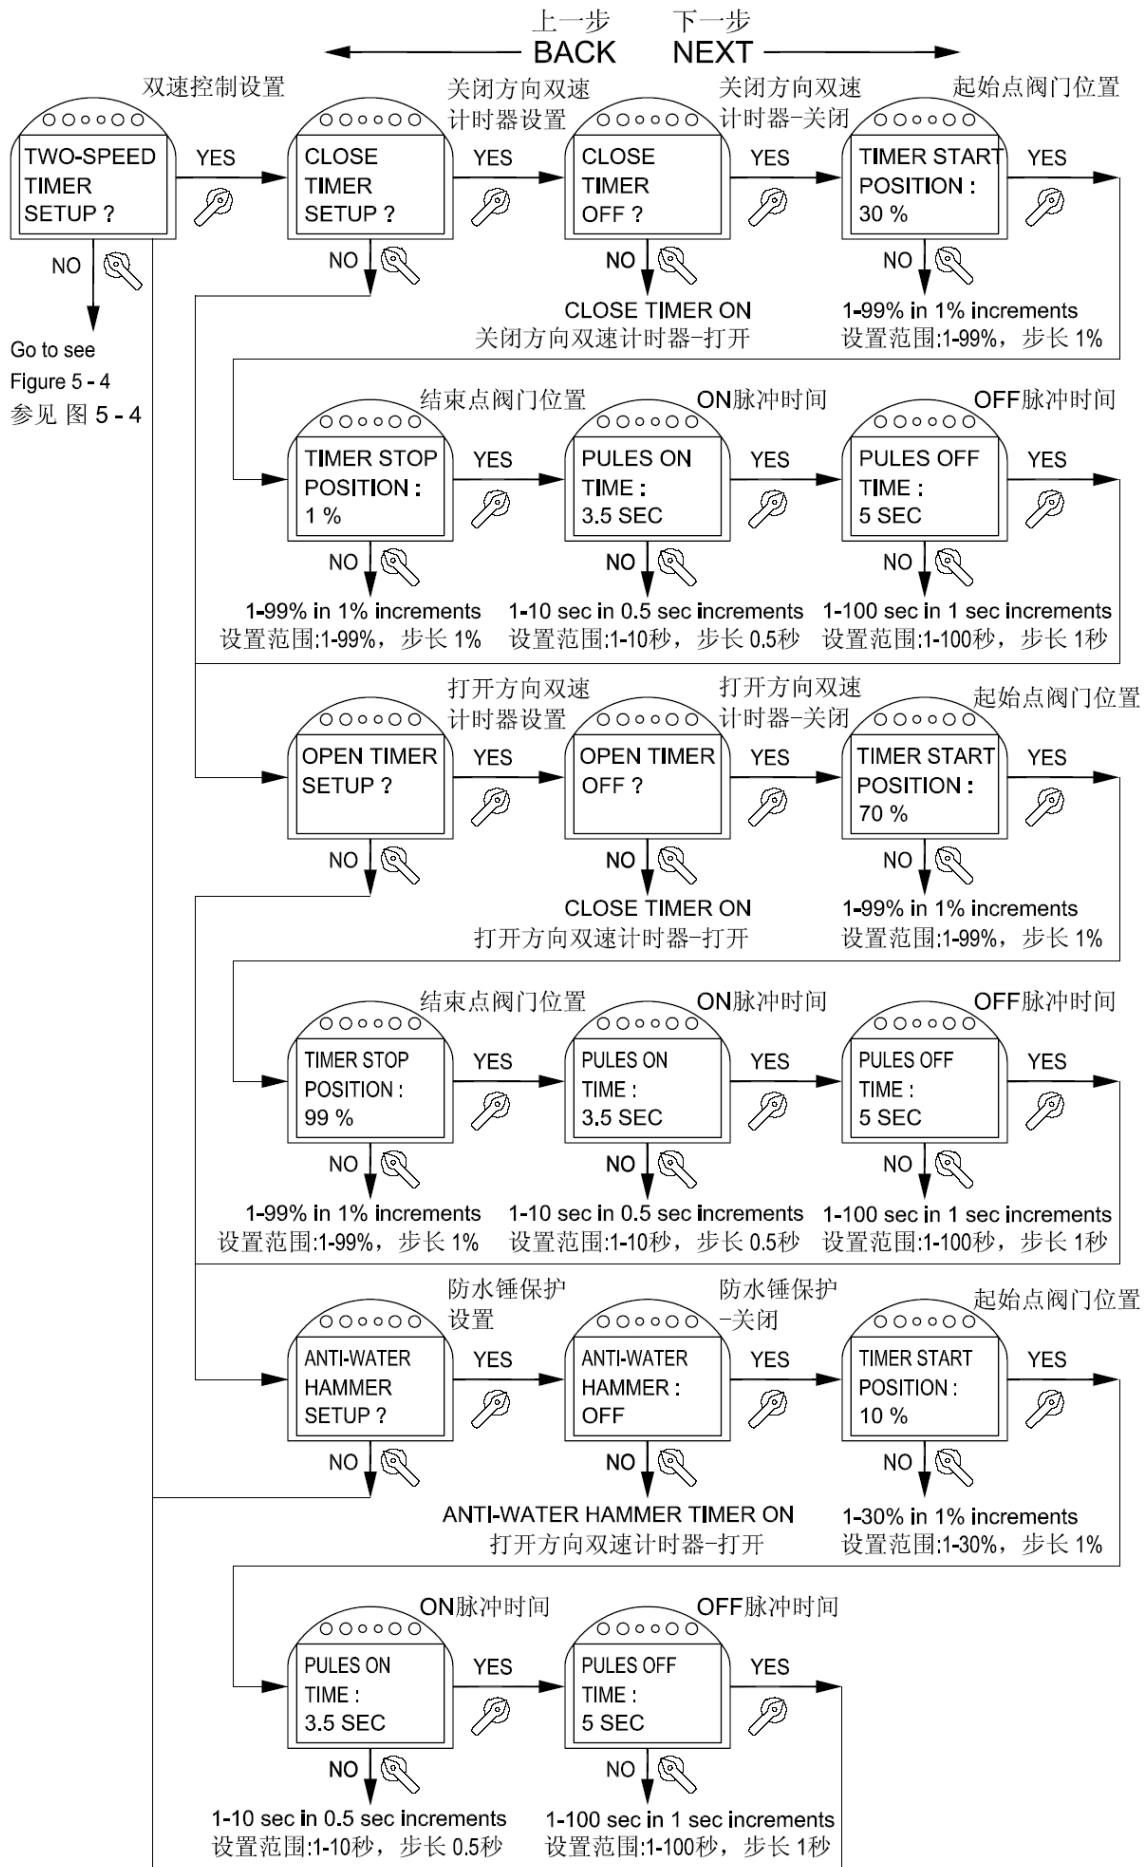 上一步 下一步
BACK NEXT
双速控制设置
关闭方向双速
计时器设置
关闭方向双速
计时器-关闭
起始点阀门位置
TWO-SPEED
TIMER
SETUP ?
YES
CLOSE
TIMER
SETUP ?
YES
CLOSE
TIMER
OFF ?
YES
TIMER START
POSITION :
30 %
YES
NO
NO
NO
NO
Go to see
Figure 5 - 4
参见 图 5 - 4
CLOSE TIMER ON
关闭方向双速计时器-打开
1-99% in 1% increments
设置范围:1-99%，步长 1%
结束点阀门位置
ON脉冲时间
OFF脉冲时间
TIMER STOP
POSITION :
1 %
YES
PULES ON
TIME :
3.5 SEC
YES
PULES OFF
TIME :
5 SEC
YES
NO
NO
NO
1-99% in 1% increments
设置范围:1-99%，步长 1%
1-10 sec in 0.5 sec increments
设置范围:1-10秒，步长 0.5秒
1-100 sec in 1 sec increments
设置范围:1-100秒，步长 1秒
打开方向双速
计时器设置
打开方向双速
计时器-关闭
起始点阀门位置
OPEN TIMER
SETUP ?
YES
OPEN TIMER
OFF ?
YES
TIMER START
POSITION :
70 %
YES
NO
NO
NO
CLOSE TIMER ON
打开方向双速计时器-打开
1-99% in 1% increments
设置范围:1-99%，步长 1%
结束点阀门位置
ON脉冲时间
OFF脉冲时间
TIMER STOP
POSITION :
99 %
YES
PULES ON
TIME :
3.5 SEC
YES
PULES OFF
TIME :
5 SEC
YES
NO
NO
NO
1-99% in 1% increments
设置范围:1-99%，步长 1%
1-10 sec in 0.5 sec increments
设置范围:1-10秒，步长 0.5秒
1-100 sec in 1 sec increments
设置范围:1-100秒，步长 1秒
防水锤保护
设置
防水锤保护
-关闭
起始点阀门位置
ANTI-WATER
HAMMER
SETUP ?
YES
ANTI-WATER
HAMMER :
OFF
YES
TIMER START
POSITION :
10 %
YES
NO
NO
NO
ANTI-WATER HAMMER TIMER ON
打开方向双速计时器-打开
1-30% in 1% increments
设置范围:1-30%，步长 1%
ON脉冲时间
OFF脉冲时间
PULES ON
TIME :
3.5 SEC
YES
PULES OFF
TIME :
5 SEC
YES
NO
NO
1-10 sec in 0.5 sec increments
设置范围:1-10秒，步长 0.5秒
1-100 sec in 1 sec increments
设置范围:1-100秒，步长 1秒